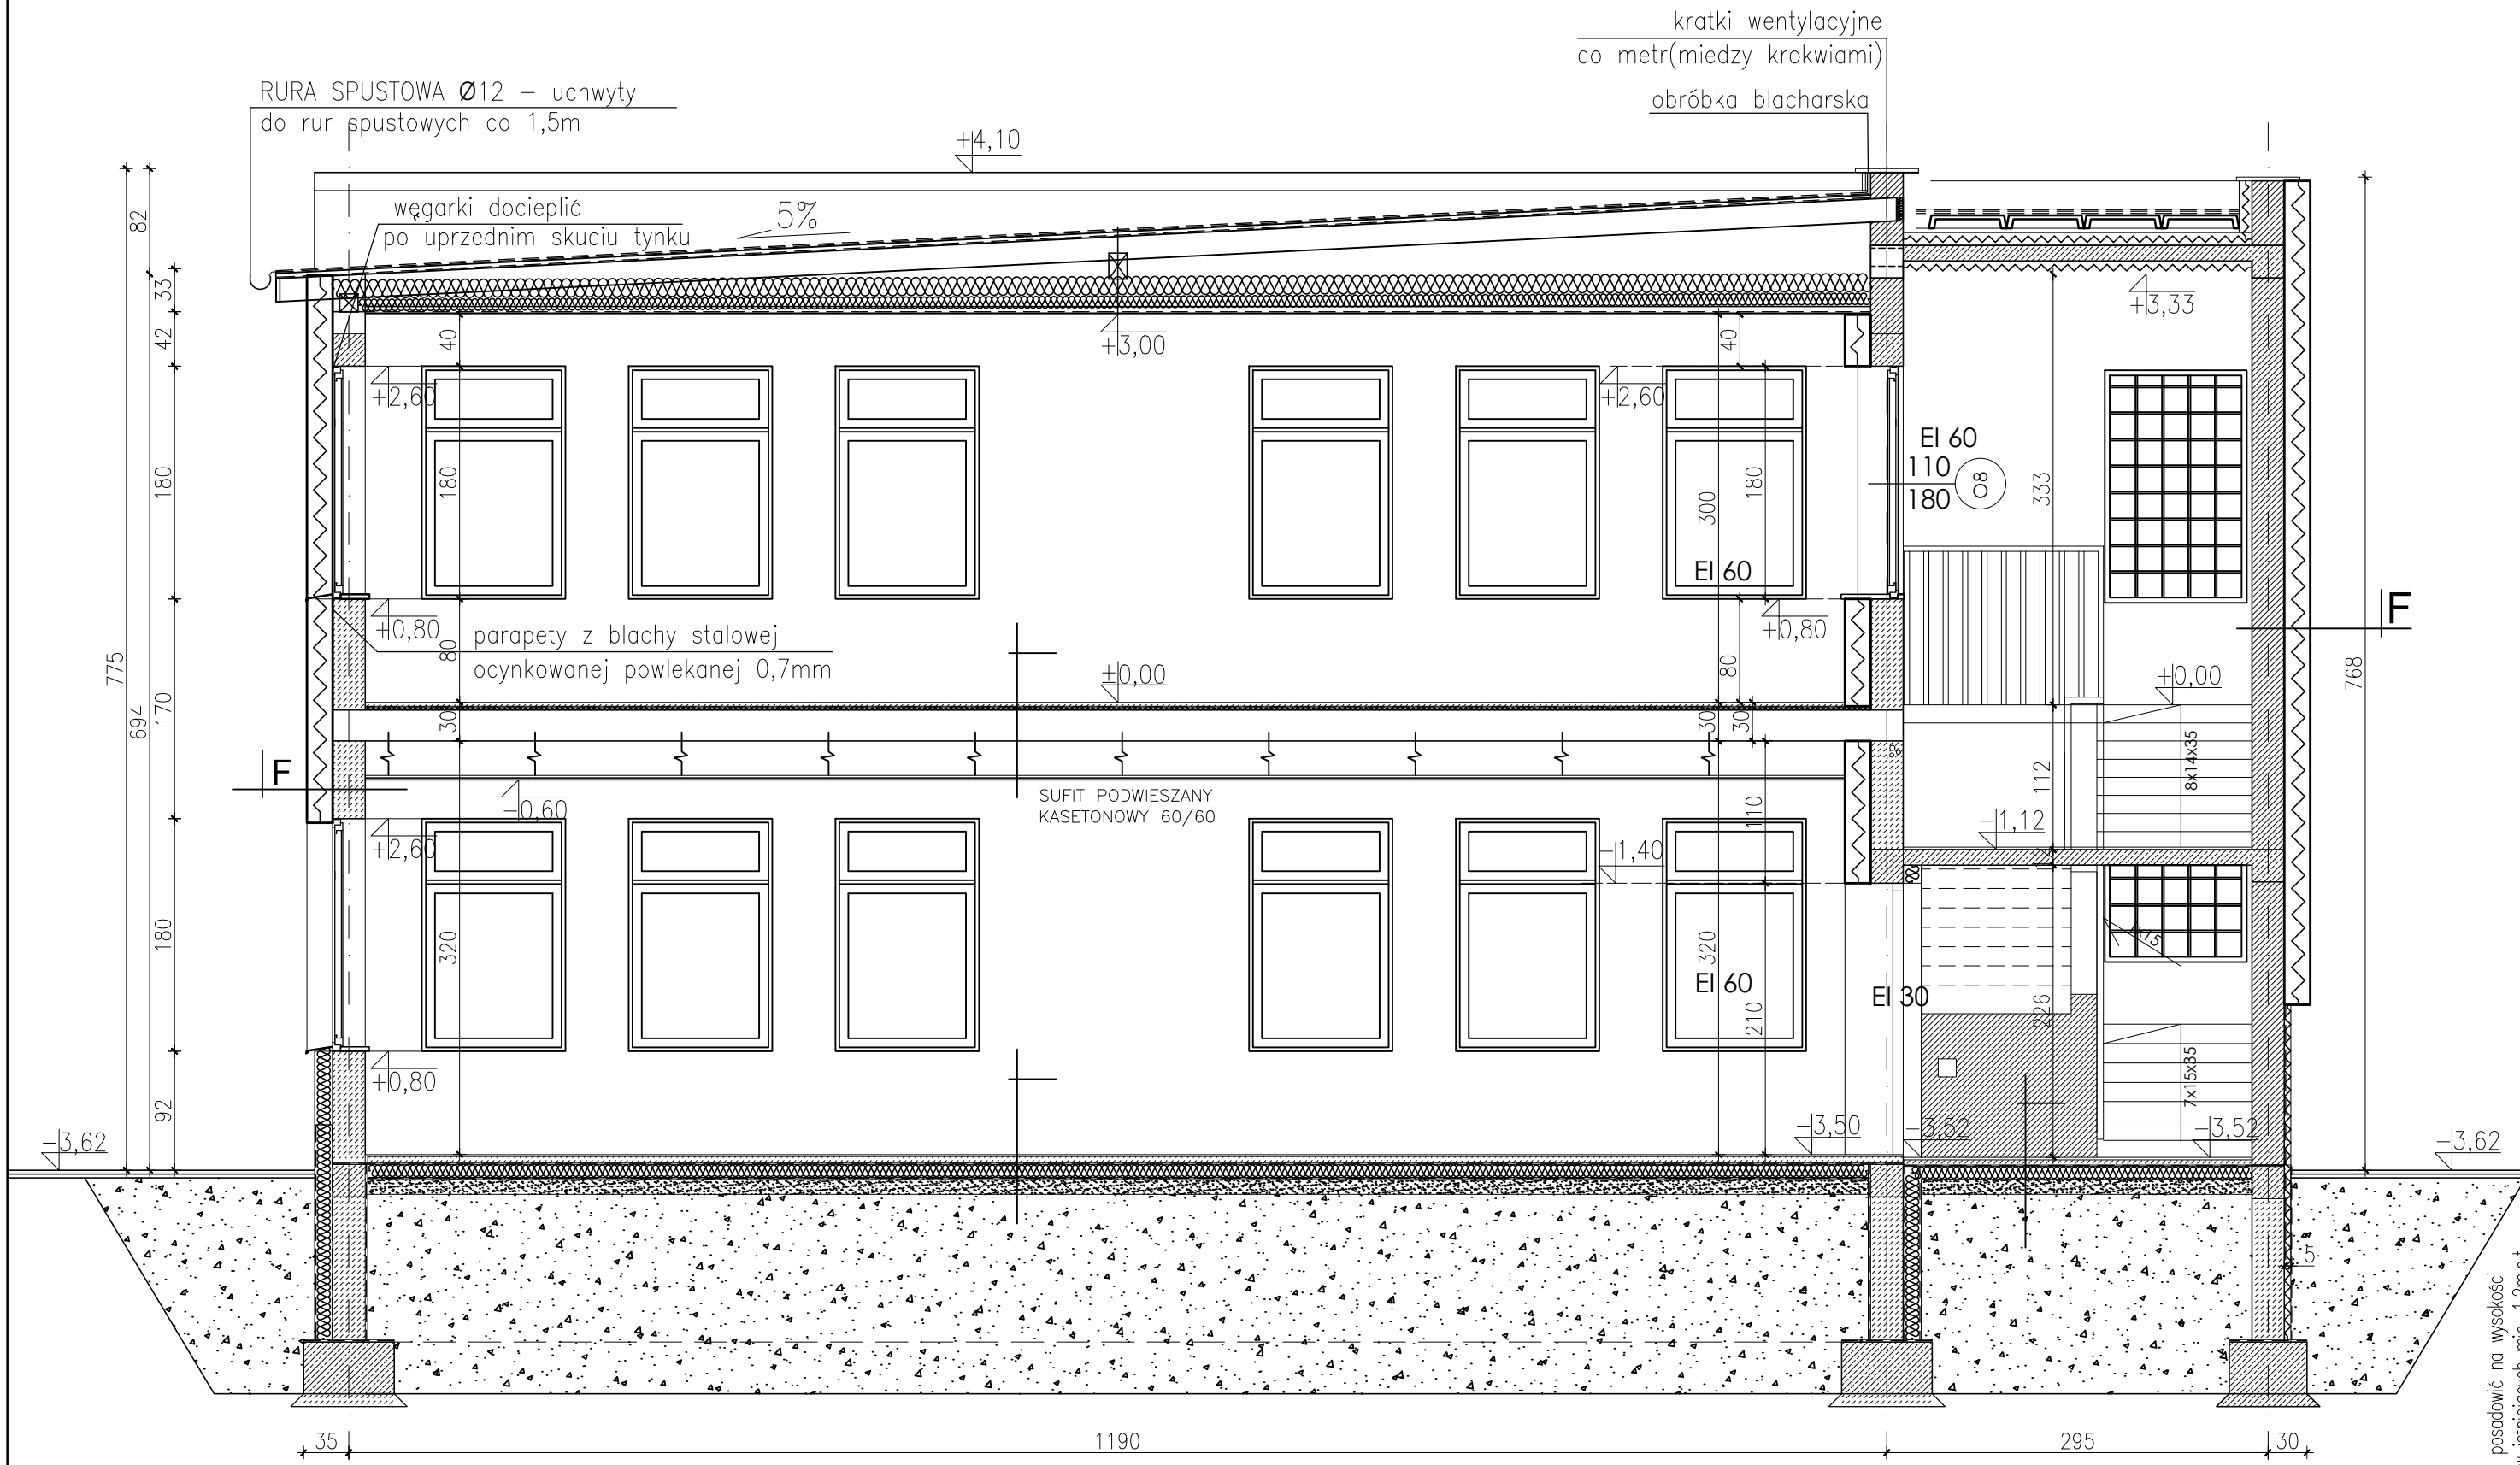 kratki wentylacyjne
co metr(miedzy krokwiami)
obróbka blacharska
RURA SPUSTOWA Ø12 – uchwyty
do rur spustowych co 1,5m
+4,10
węgarki docieplić
po uprzednim skuciu tynku
5%
82
33
42
180
170
180
92
775
694
40
+3,00
40
+3,33
+2,60
+2,60
180
300
180
EI 60
110
180
O8
333
EI 60
+0,80
80
parapety z blachy stalowej
ocynkowanej powlekanej 0,7mm
+0,80
80
±0,00
+0,00
F
768
30
30
30
F
-0,60
SUFIT PODWIESZANY
KASETONOWY 60/60
110
112
8x14x35
-1,12
+2,60
-1,40
320
320
EI 60
210
EI 30
226
7x15x35
+0,80
-3,62
-3,50
-3,52
-3,52
-3,62
5
posadowić na wysokości
35
1190
295
30